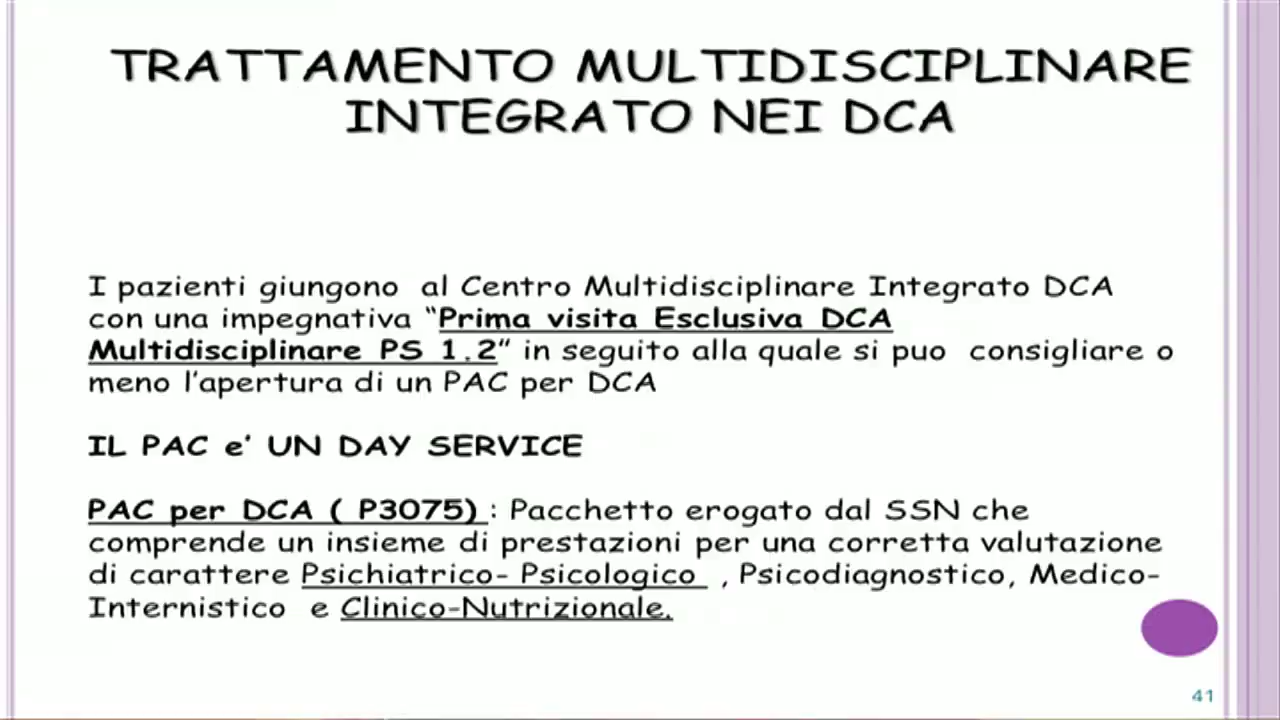 TRATTAMENTO MULTIDISCIPLINARE
INTEGRATO NEI DCA
I pazienti giungono al Centro Multidisciplinare Integrato DCA
con una impegnativa "Prima visita Esclusiva DCA
Multidisciplinare PS 1.2" in seguito alla quale si puo consigliare o
meno l'apertura di un PAC per DCA
IL PAC e' UN DAY SERVICE
PAC per DCA ( P3075) : Pacchetto erogato dal SSN che
comprende un insieme di prestazioni per una corretta valutazione
di carattere Psichiatrico- Psicologico , Psicodiagnostico, Medico-
Internistico e Clinico-Nutrizionale.
41